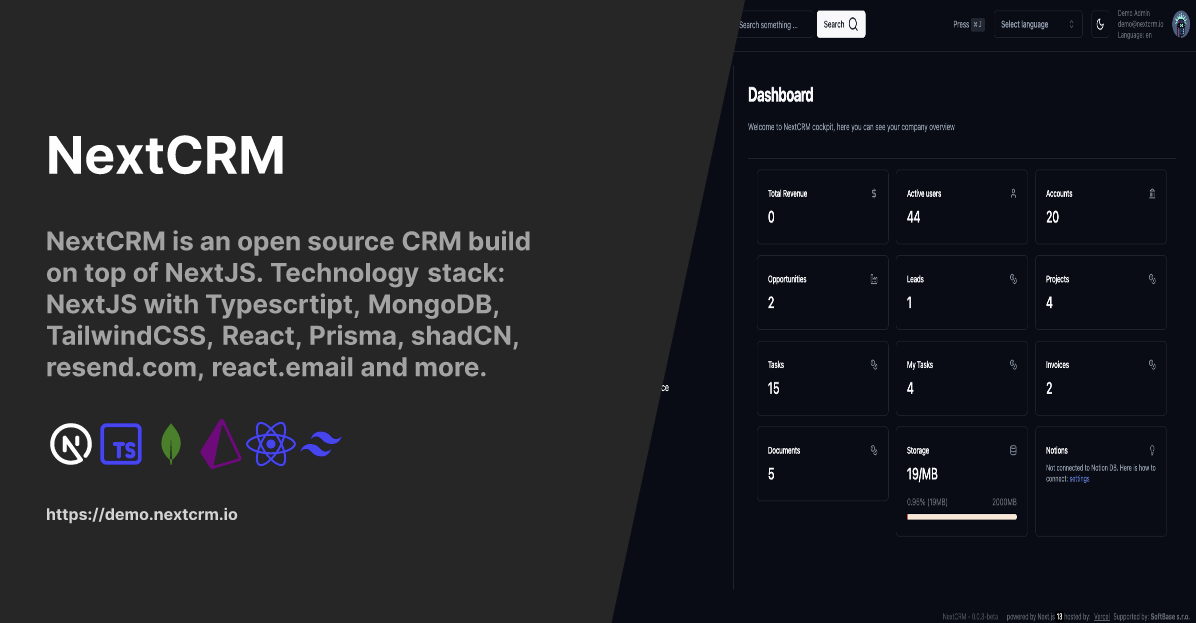 NextCRM
NextCRM is an open source CRM build
on top of NextJS. Technology stack:
NextJS with Typescrtipt, MongoDB,
TailwindCSS, React, Prisma, shadCN,
resend.com, react.email and more.
N TS
https://demo.nextcrm.io
Search something ...
Search
Press ⌘ J
Select language
Demo Admin
demo@nextcrm.io
Language: en
Dashboard
Welcome to NextCRM cockpit, here you can see your company overview
Total Revenue $
0
Active users
44
Accounts
20
Opportunities
2
Leads
1
Projects
4
Tasks
15
My Tasks
4
Invoices
2
ce
Documents
5
Storage
19/MB
0.95% (19MB) 2000MB
Notions
Not connected to Notion DB. Here is how to
connect: settings
NextCRM - 0.0.3-beta powered by Next.js 13 hosted by: Vercel Supported by: SoftBase s.r.o.